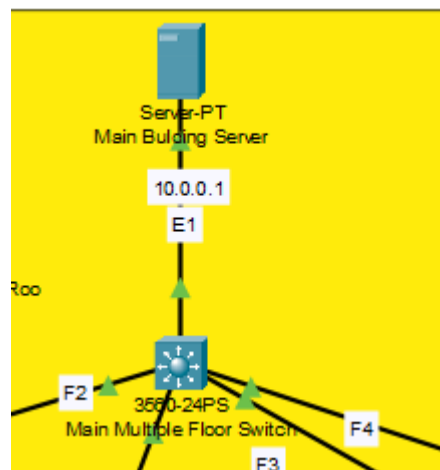 Server-PT
Main Bulding Server
10.0.0.1
E1
Roo
F2
3560-24PS
Main Multiple Floor Switch
F4
F3